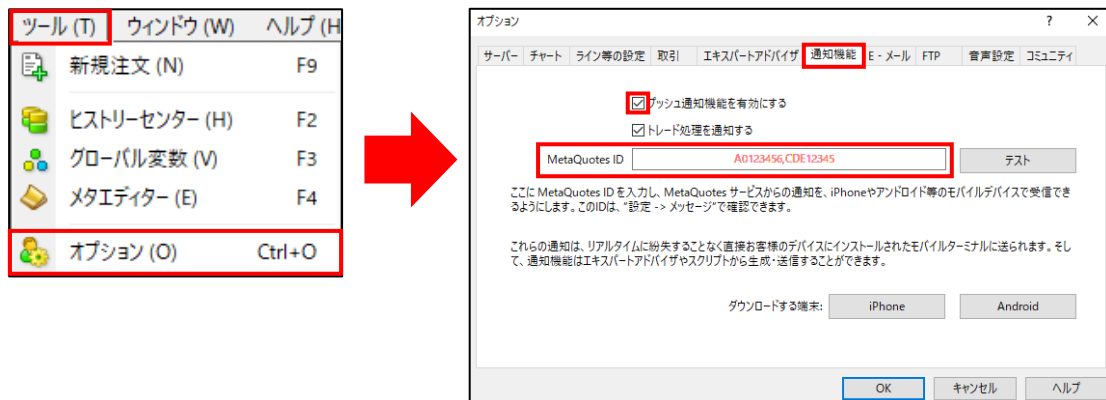 ツール (T) ウィンドウ (W) ヘルプ (H
新規注文 (N) F9
ヒストリーセンター (H) F2
グローバル変数 (V) F3
メタエディター (E) F4
オプション (O) Ctrl+O
オプション ? ×
サーバー チャート ライン等の設定 取引 エキスパートアドバイザ 通知機能 E - メール FTP 音声設定 コミュニティ
プッシュ通知機能を有効にする
トレード処理を通知する
MetaQuotes ID A0123456,CDE12345 テスト
ここに MetaQuotes ID を入力し、MetaQuotes サービスからの通知を、iPhoneやアンドロイド等のモバイルデバイスで受信でき
るようにします。このIDは、"設定 -> メッセージ"で確認できます。
これらの通知は、リアルタイムに紛失することなく直接お客様のデバイスにインストールされたモバイルターミナルに送られます。そし
て、通知機能はエキスパートアドバイザやスクリプトから生成・送信することができます。
ダウンロードする端末: iPhone Android
OK キャンセル ヘルプ